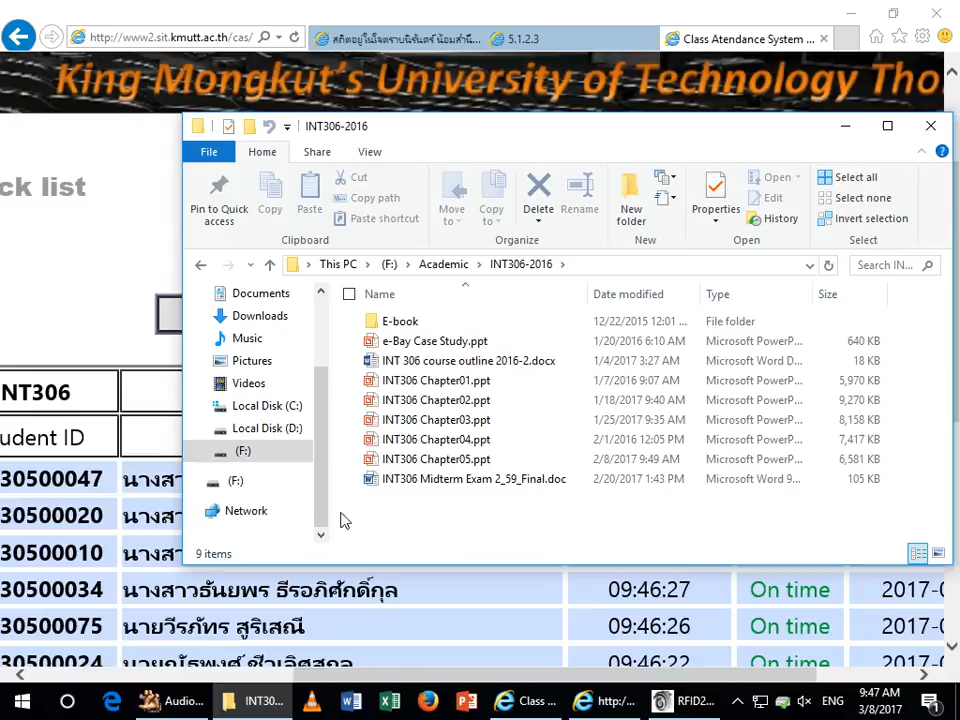 http://www2.sit.kmutt.ac.th/cas/
สถิตอยู่ในใจตราบนิรันดร์ น้อมสำนึ...
5.1.2.3
Class Atendance System ...
King Mongkut's University of Technology Tho
ck list
INT306-2016
File
Home
Share
View
Pin to Quick access
Copy
Paste
Cut
Copy path
Paste shortcut
Move to
Copy to
Delete
Rename
New folder
Properties
Open
Edit
History
Select all
Select none
Invert selection
Clipboard
Organize
New
Open
Select
This PC > (F:) > Academic > INT306-2016 >
Search IN...
Documents
Downloads
Music
Pictures
Videos
Local Disk (C:)
Local Disk (D:)
(F:)
(F:)
Network
Name Date modified Type Size
E-book 12/22/2015 12:01 ... File folder
e-Bay Case Study.ppt 1/20/2016 6:10 AM Microsoft PowerP... 640 KB
INT 306 course outline 2016-2.docx 1/4/2017 3:27 AM Microsoft Word D... 18 KB
INT306 Chapter01.ppt 1/7/2016 9:07 AM Microsoft PowerP... 5,970 KB
INT306 Chapter02.ppt 1/18/2017 9:40 AM Microsoft PowerP... 9,270 KB
INT306 Chapter03.ppt 1/25/2017 9:35 AM Microsoft PowerP... 8,158 KB
INT306 Chapter04.ppt 2/1/2016 12:05 PM Microsoft PowerP... 7,417 KB
INT306 Chapter05.ppt 2/8/2017 9:49 AM Microsoft PowerP... 6,581 KB
INT306 Midterm Exam 2_59_Final.doc 2/20/2017 1:43 PM Microsoft Word 9... 105 KB
9 items
NT306
udent ID
30500047 นางสา
30500020 นางสา
30500010 นางสา
30500034 นางสาวธันยพร ธีรอภิศักดิ์กุล 09:46:27 On time 2017-0
30500075 นายวีรภัทร สูริเสณี 09:46:26 On time 2017-0
30500024 09:46:22 On time 2017-0
Audio...
INT30...
Class ...
http:/...
RFID2...
ENG
9:47 AM
3/8/2017
1